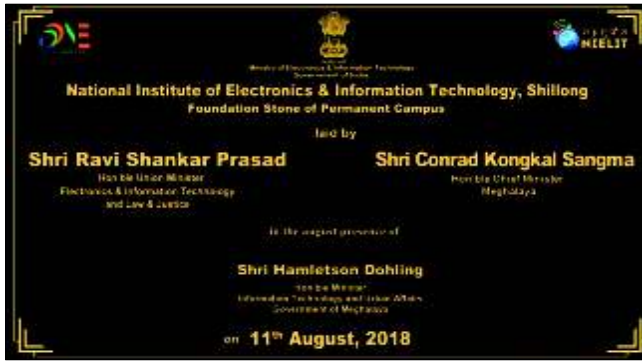 Ministry of Electronics & Information Technology
Government of India
NIELIT
National Institute of Electronics & Information Technology, Shillong
Foundation Stone of Permanent Campus
laid by
Shri Ravi Shankar Prasad
Hon'ble Union Minister
Electronics & Information Technology
and Law & Justice
Shri Conrad Kongkal Sangma
Hon'ble Chief Minister
Meghalaya
in the august presence of
Shri Hamletson Dohling
Hon'ble Minister
Information Technology and Urban Affairs
Government of Meghalaya
on 11th August, 2018